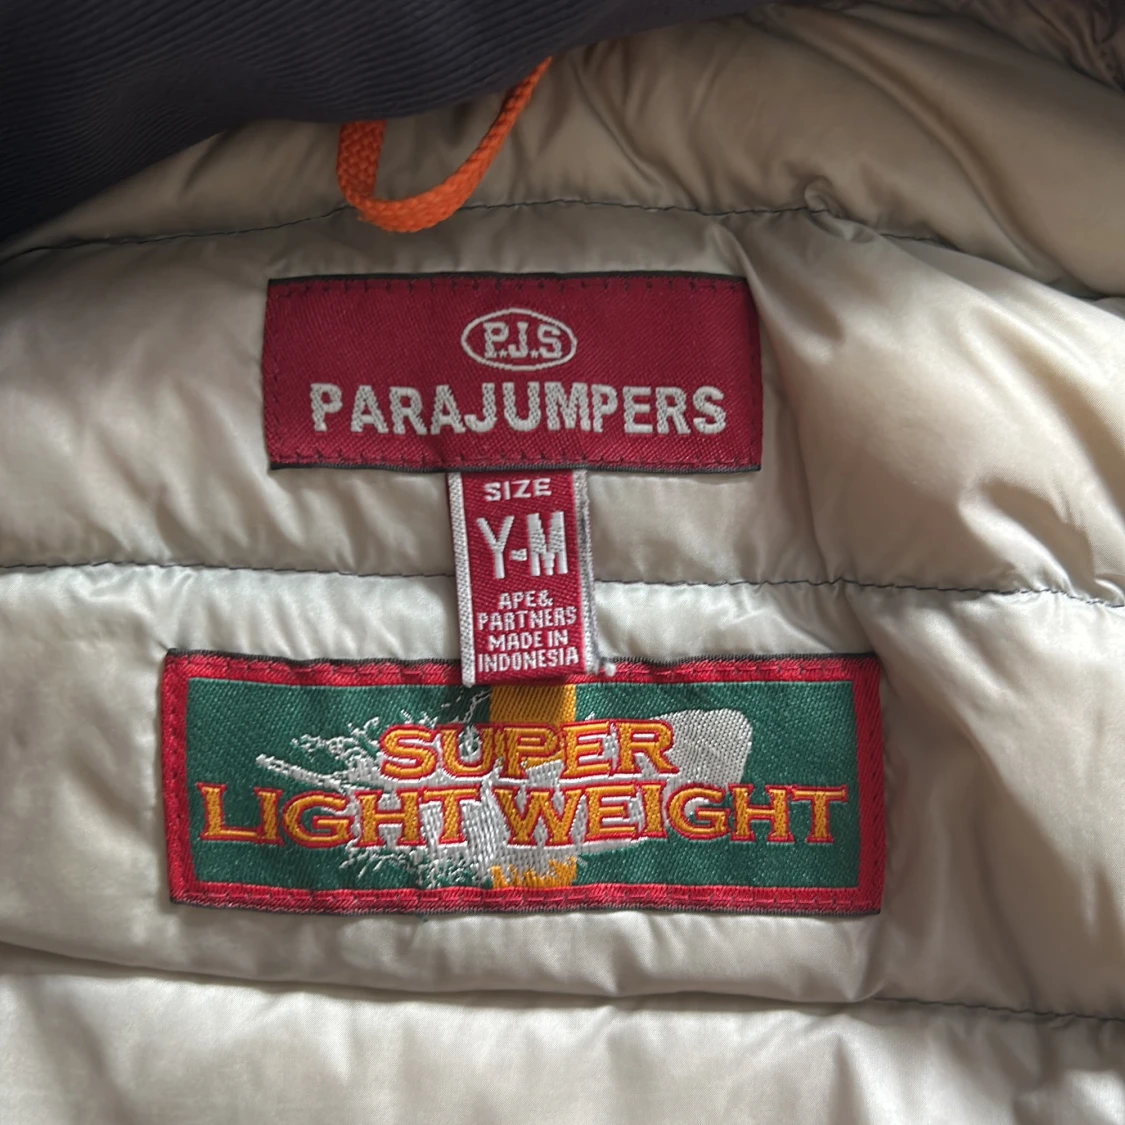 P.J.S
PARAJUMPERS
SIZE
Y-M
APE&
PARTNERS
MADE IN
INDONESIA
SUPER
LIGHT WEIGHT